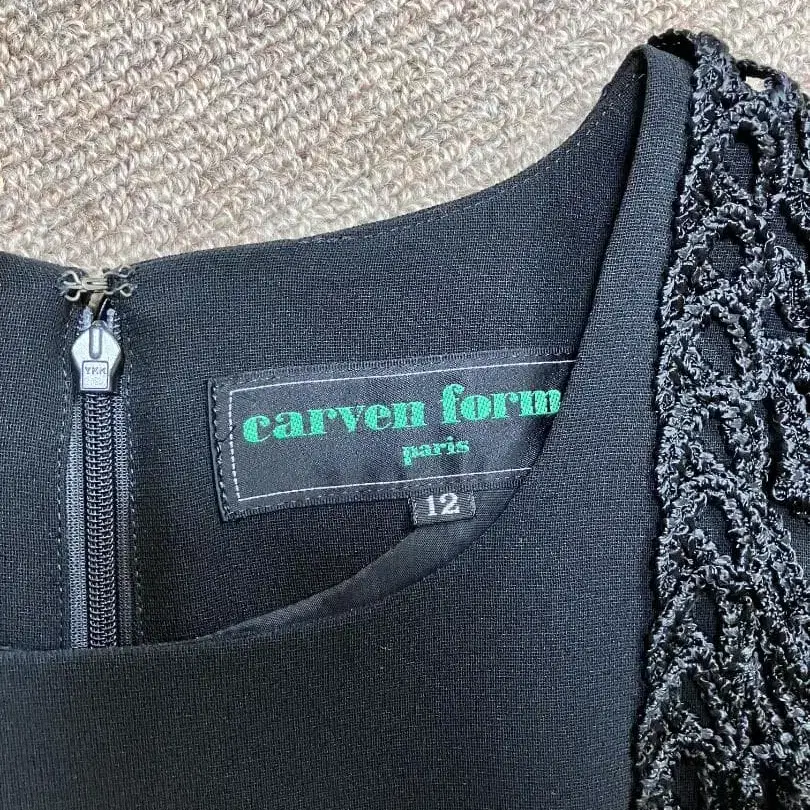 carven form
paris
12
YKK